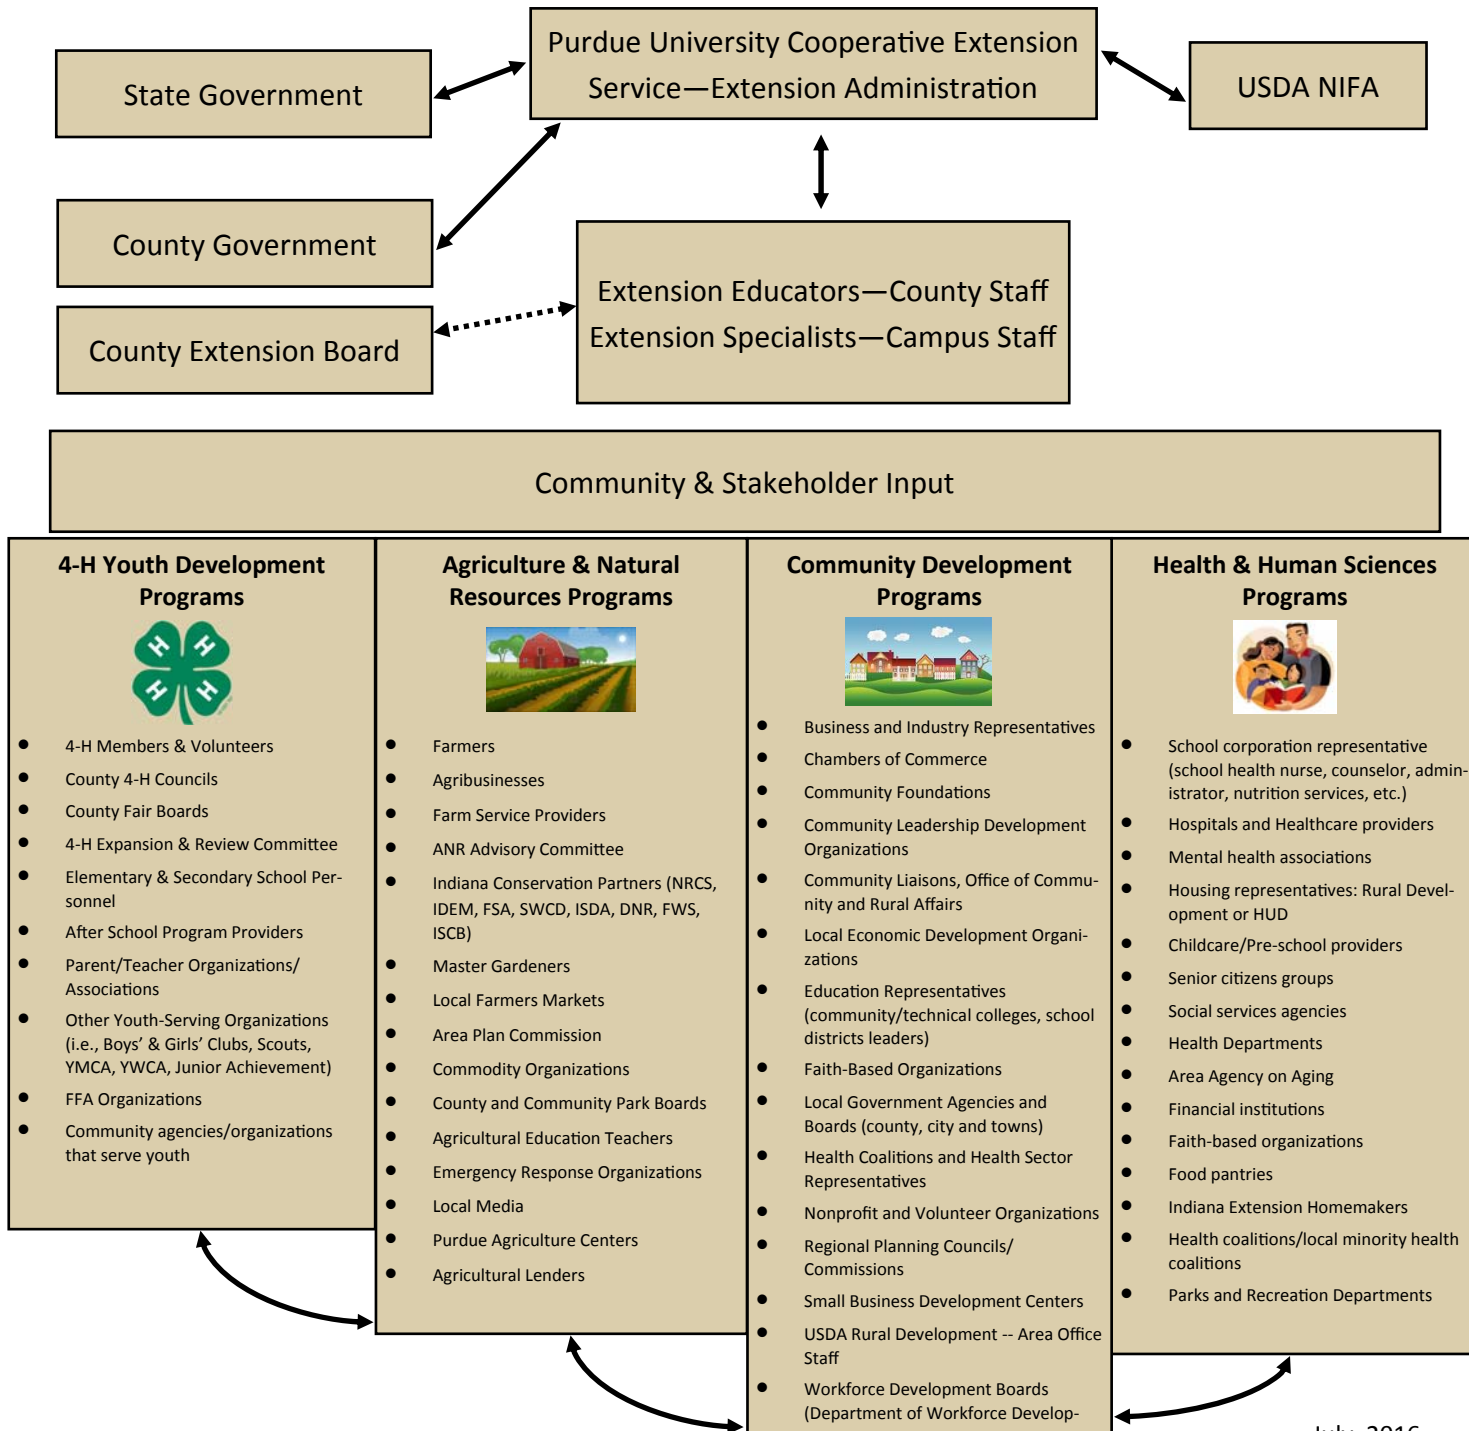 Purdue University Cooperative Extension
Service—Extension Administration
State Government
USDA NIFA
County Government
County Extension Board
Extension Educators—County Staff
Extension Specialists—Campus Staff
Community & Stakeholder Input
4-H Youth Development
Programs
H H
H H
• 4-H Members & Volunteers
• County 4-H Councils
• County Fair Boards
• 4-H Expansion & Review Committee
• Elementary & Secondary School Per-
sonnel
• After School Program Providers
• Parent/Teacher Organizations/
Associations
• Other Youth-Serving Organizations
(i.e., Boys’ & Girls’ Clubs, Scouts,
YMCA, YWCA, Junior Achievement)
• FFA Organizations
• Community agencies/organizations
that serve youth
Agriculture & Natural
Resources Programs
• Farmers
• Agribusinesses
• Farm Service Providers
• ANR Advisory Committee
• Indiana Conservation Partners (NRCS,
IDEM, FSA, SWCD, ISDA, DNR, FWS,
ISCB)
• Master Gardeners
• Local Farmers Markets
• Area Plan Commission
• Commodity Organizations
• County and Community Park Boards
• Agricultural Education Teachers
• Emergency Response Organizations
• Local Media
• Purdue Agriculture Centers
• Agricultural Lenders
Community Development
Programs
• Business and Industry Representatives
• Chambers of Commerce
• Community Foundations
• Community Leadership Development
Organizations
• Community Liaisons, Office of Commu-
nity and Rural Affairs
• Local Economic Development Organi-
zations
• Education Representatives
(community/technical colleges, school
districts leaders)
• Faith-Based Organizations
• Local Government Agencies and
Boards (county, city and towns)
• Health Coalitions and Health Sector
Representatives
• Nonprofit and Volunteer Organizations
• Regional Planning Councils/
Commissions
• Small Business Development Centers
• USDA Rural Development -- Area Office
Staff
• Workforce Development Boards
(Department of Workforce Develop-
Health & Human Sciences
Programs
• School corporation representative
(school health nurse, counselor, admin-
istrator, nutrition services, etc.)
• Hospitals and Healthcare providers
• Mental health associations
• Housing representatives: Rural Devel-
opment or HUD
• Childcare/Pre-school providers
• Senior citizens groups
• Social services agencies
• Health Departments
• Area Agency on Aging
• Financial institutions
• Faith-based organizations
• Food pantries
• Indiana Extension Homemakers
• Health coalitions/local minority health
coalitions
• Parks and Recreation Departments
July, 2016